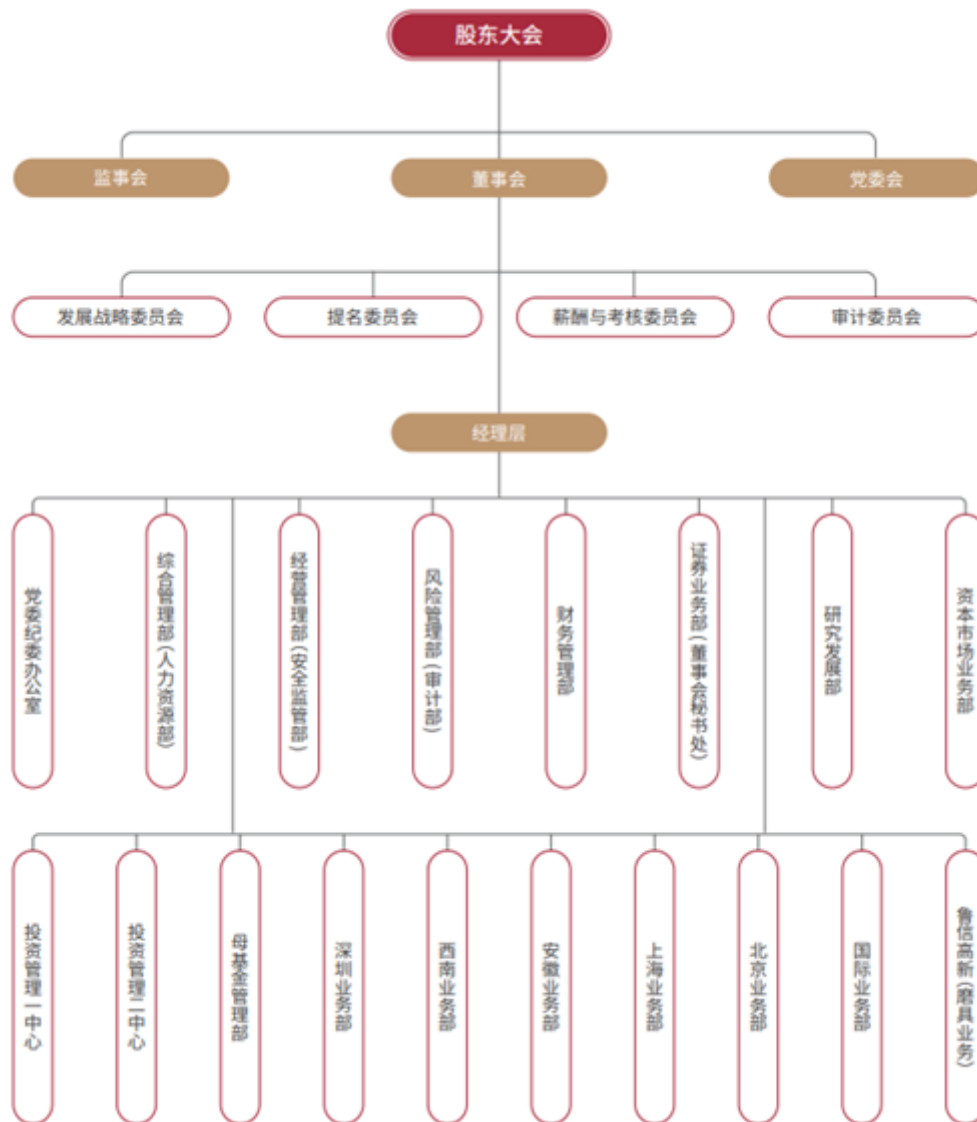 股东大会
监事会
董事会
党委会
发展战略委员会
提名委员会
薪酬与考核委员会
审计委员会
经理层
党委纪委办公室
综合管理部(人力资源部)
经营管理部(安全监管部)
风险管理部(审计部)
财务管理部
证券业务部(董事会秘书处)
研究发展部
资本市场业务部
投资管理一中心
投资管理二中心
母基金管理部
深圳业务部
西南业务部
安徽业务部
上海业务部
北京业务部
国际业务部
鲁信高新(磨具业务)